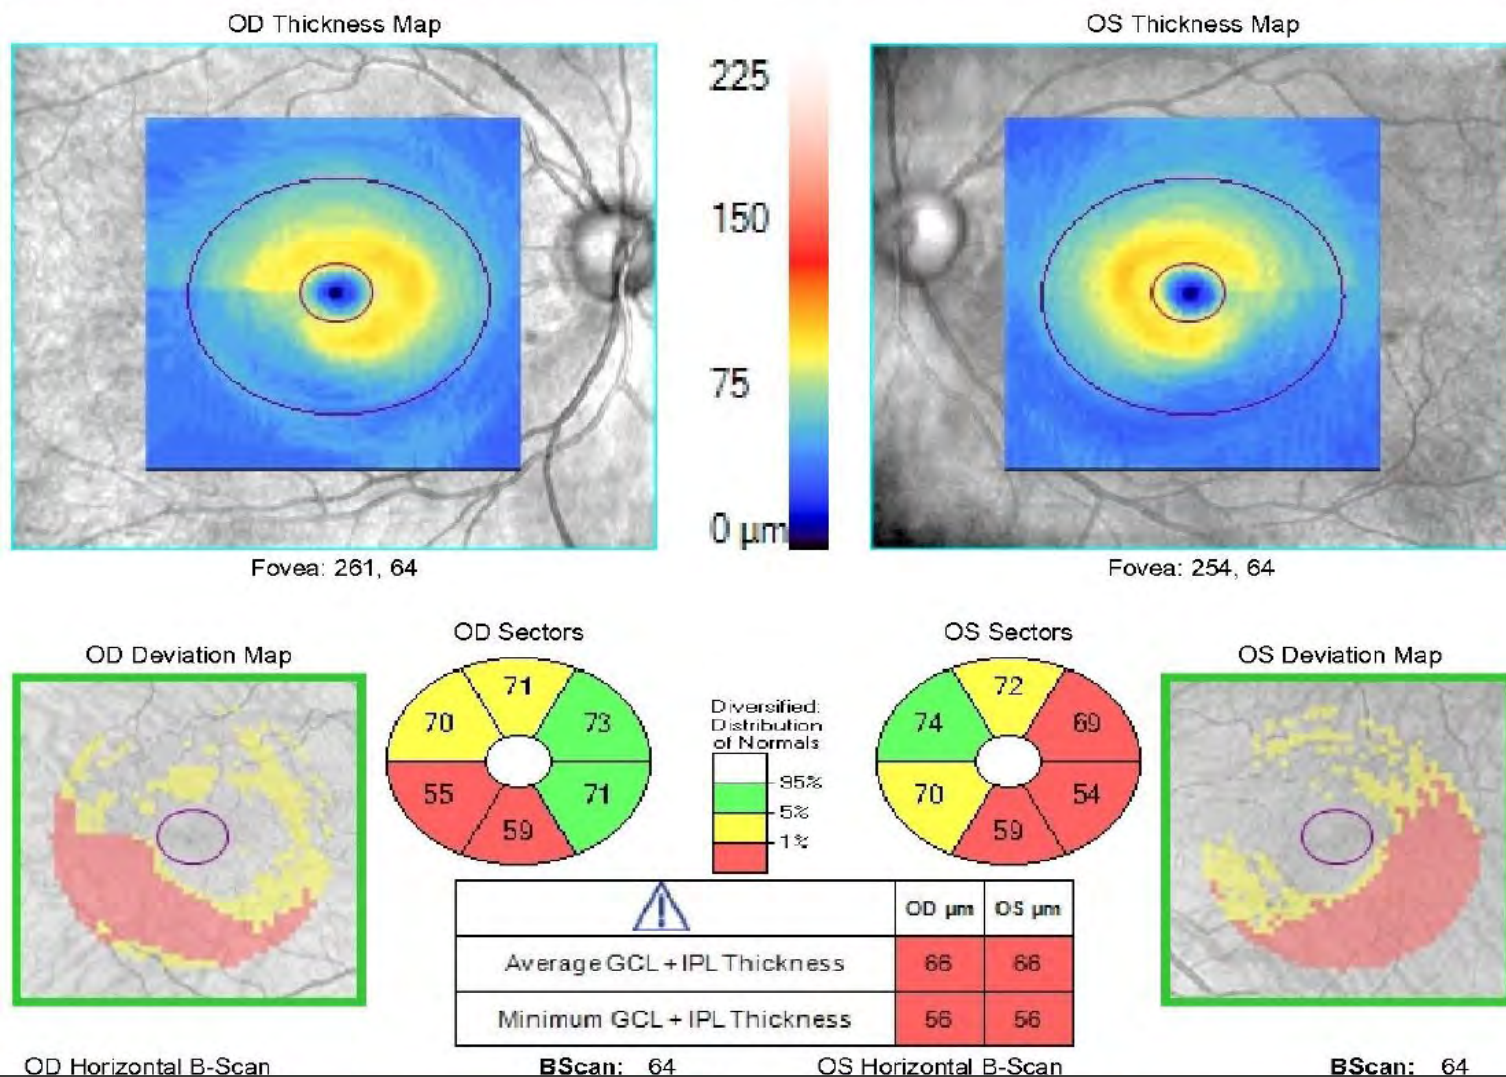 OD Thickness Map
OS Thickness Map
225
150
75
0 µm
Fovea: 261, 64
Fovea: 254, 64
OD Deviation Map
OD Sectors
71
70
73
55
71
59
Diversified:
Distribution
of Normals
95%
5%
1%
OS Sectors
72
74
69
70
54
59
OS Deviation Map
OD µm OS µm
Average GCL + IPL Thickness 66 66
Minimum GCL + IPL Thickness 56 56
OD Horizontal B-Scan BScan: 64 OS Horizontal B-Scan BScan: 64